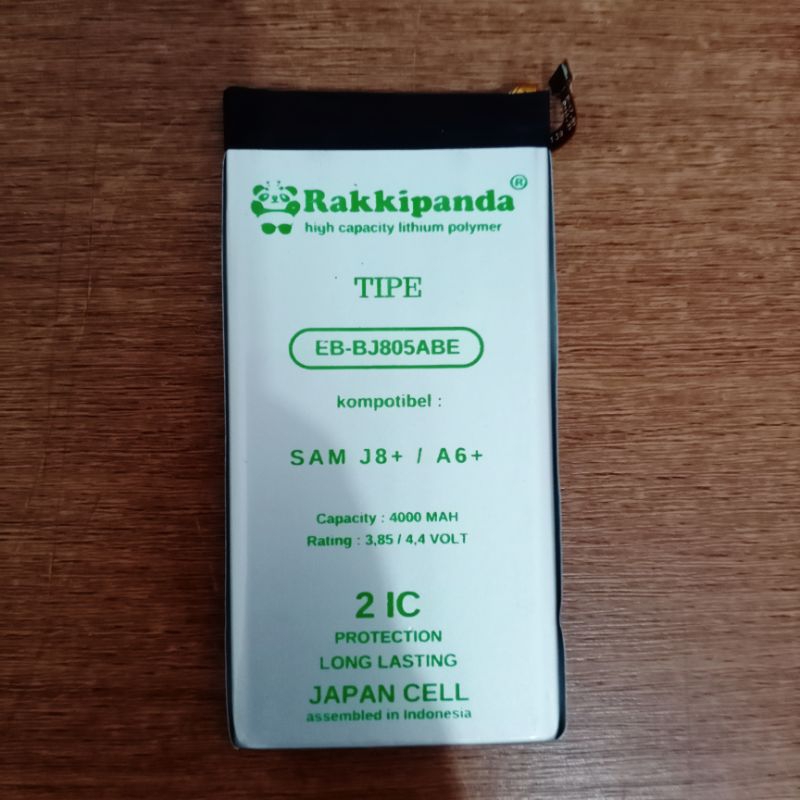 Rakkipanda®
high capacity lithium polymer
TIPE
EB-BJ805ABE
kompotibel :
SAM J8+ / A6+
Capacity : 4000 MAH
Rating : 3,85 / 4,4 VOLT
2 IC
PROTECTION
LONG LASTING
JAPAN CELL
assembled in Indonesia